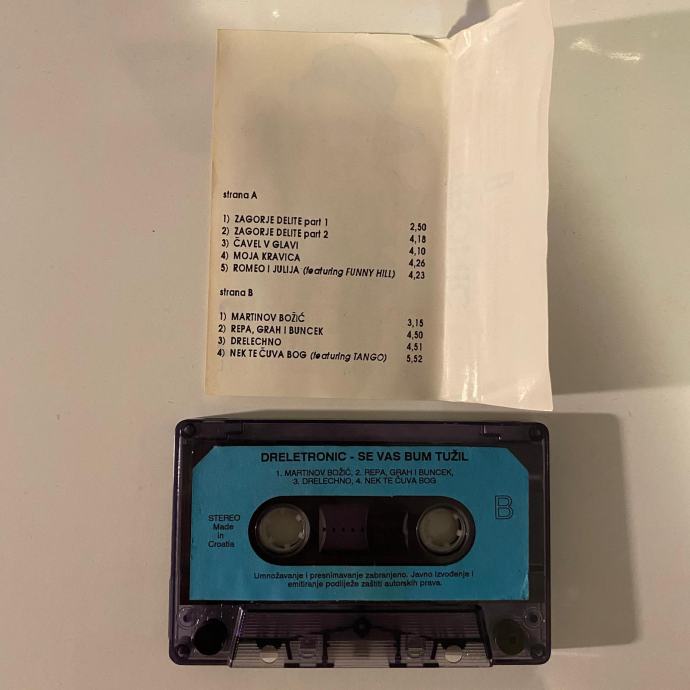 strana A
1) ZAGORJE DELITE part 1 2,50
2) ZAGORJE DELITE part 2 4,18
3) ČAVEL V GLAVI 4,10
4) MOJA KRAVICA 4,26
5) ROMEO I JULIJA (featuring FUNNY HILL) 4,23
strana B
1) MARTINOV BOŽIĆ 3,15
2) REPA, GRAH I BUNCEK 4,50
3) DRELECHNO 4,51
4) NEK TE ČUVA BOG (featuring TANGO) 5,52
DRELETRONIC - SE VAS BUM TUŽIL
1. MARTINOV BOŽIĆ, 2. REPA, GRAH I BUNCEK,
3. DRELECHNO, 4. NEK TE ČUVA BOG
STEREO
Made
in
Croatia
B
Umnožavanje i presnimavanje zabranjeno. Javno izvođenje i
emitiranje podliježe zaštiti autorskih prava.